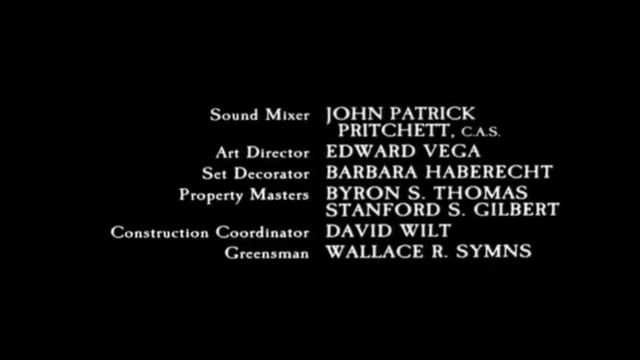 Sound Mixer JOHN PATRICK
PRITCHETT, C.A.S.
Art Director EDWARD VEGA
Set Decorator BARBARA HABERECHT
Property Masters BYRON S. THOMAS
STANFORD S. GILBERT
Construction Coordinator DAVID WILT
Greensman WALLACE R. SYMNS